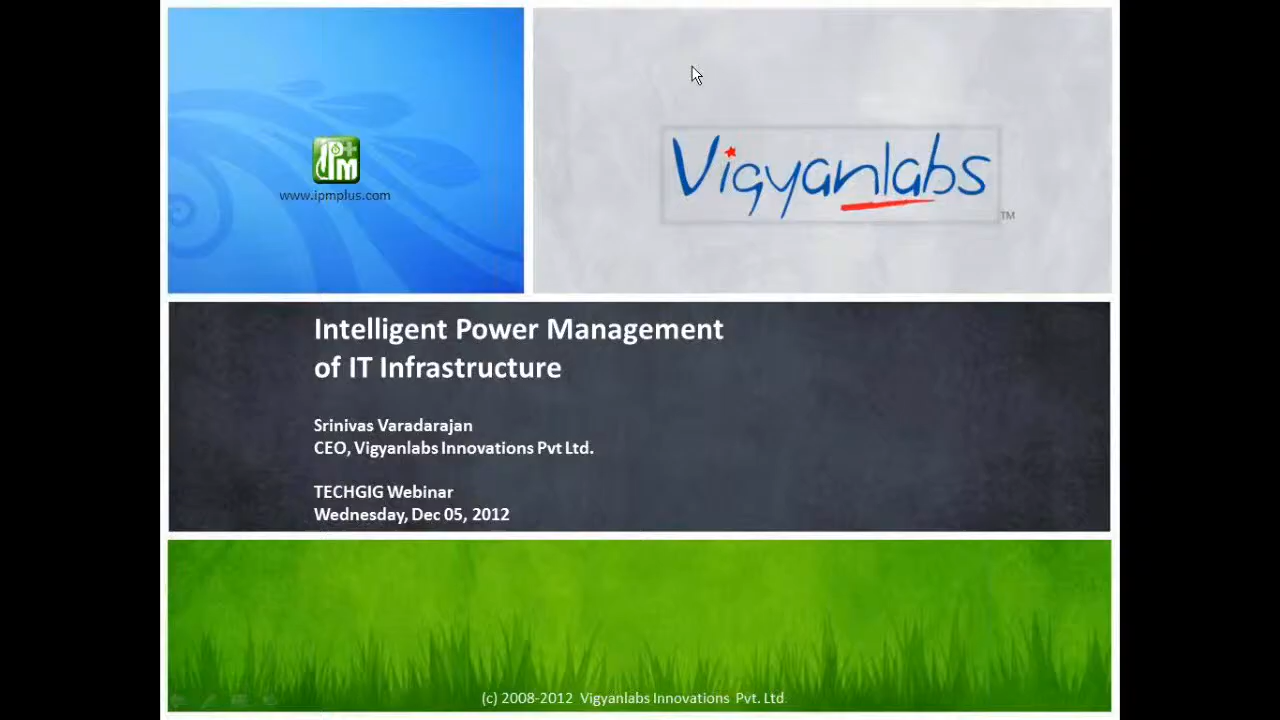 IPM+
www.ipmplus.com
Vigyanlabs
TM
Intelligent Power Management
of IT Infrastructure
Srinivas Varadarajan
CEO, Vigyanlabs Innovations Pvt Ltd.
TECHGIG Webinar
Wednesday, Dec 05, 2012
(c) 2008-2012 Vigyanlabs Innovations Pvt. Ltd